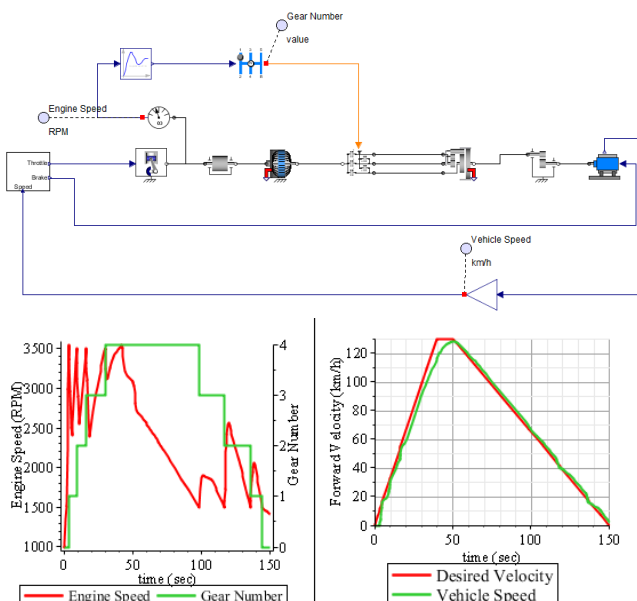 Gear Number
value
Engine Speed
RPM
Throttle
Brake
Speed
Vehicle Speed
km/h
3500
3000
2500
2000
1500
1000
Engine Speed (RPM)
4
3
2
1
0
Gear Number
0
50
100
150
time (sec)
Engine Speed
Gear Number
120
100
80
60
40
20
0
Forward Velocity (km/h)
0
50
100
150
time (sec)
Desired Velocity
Vehicle Speed